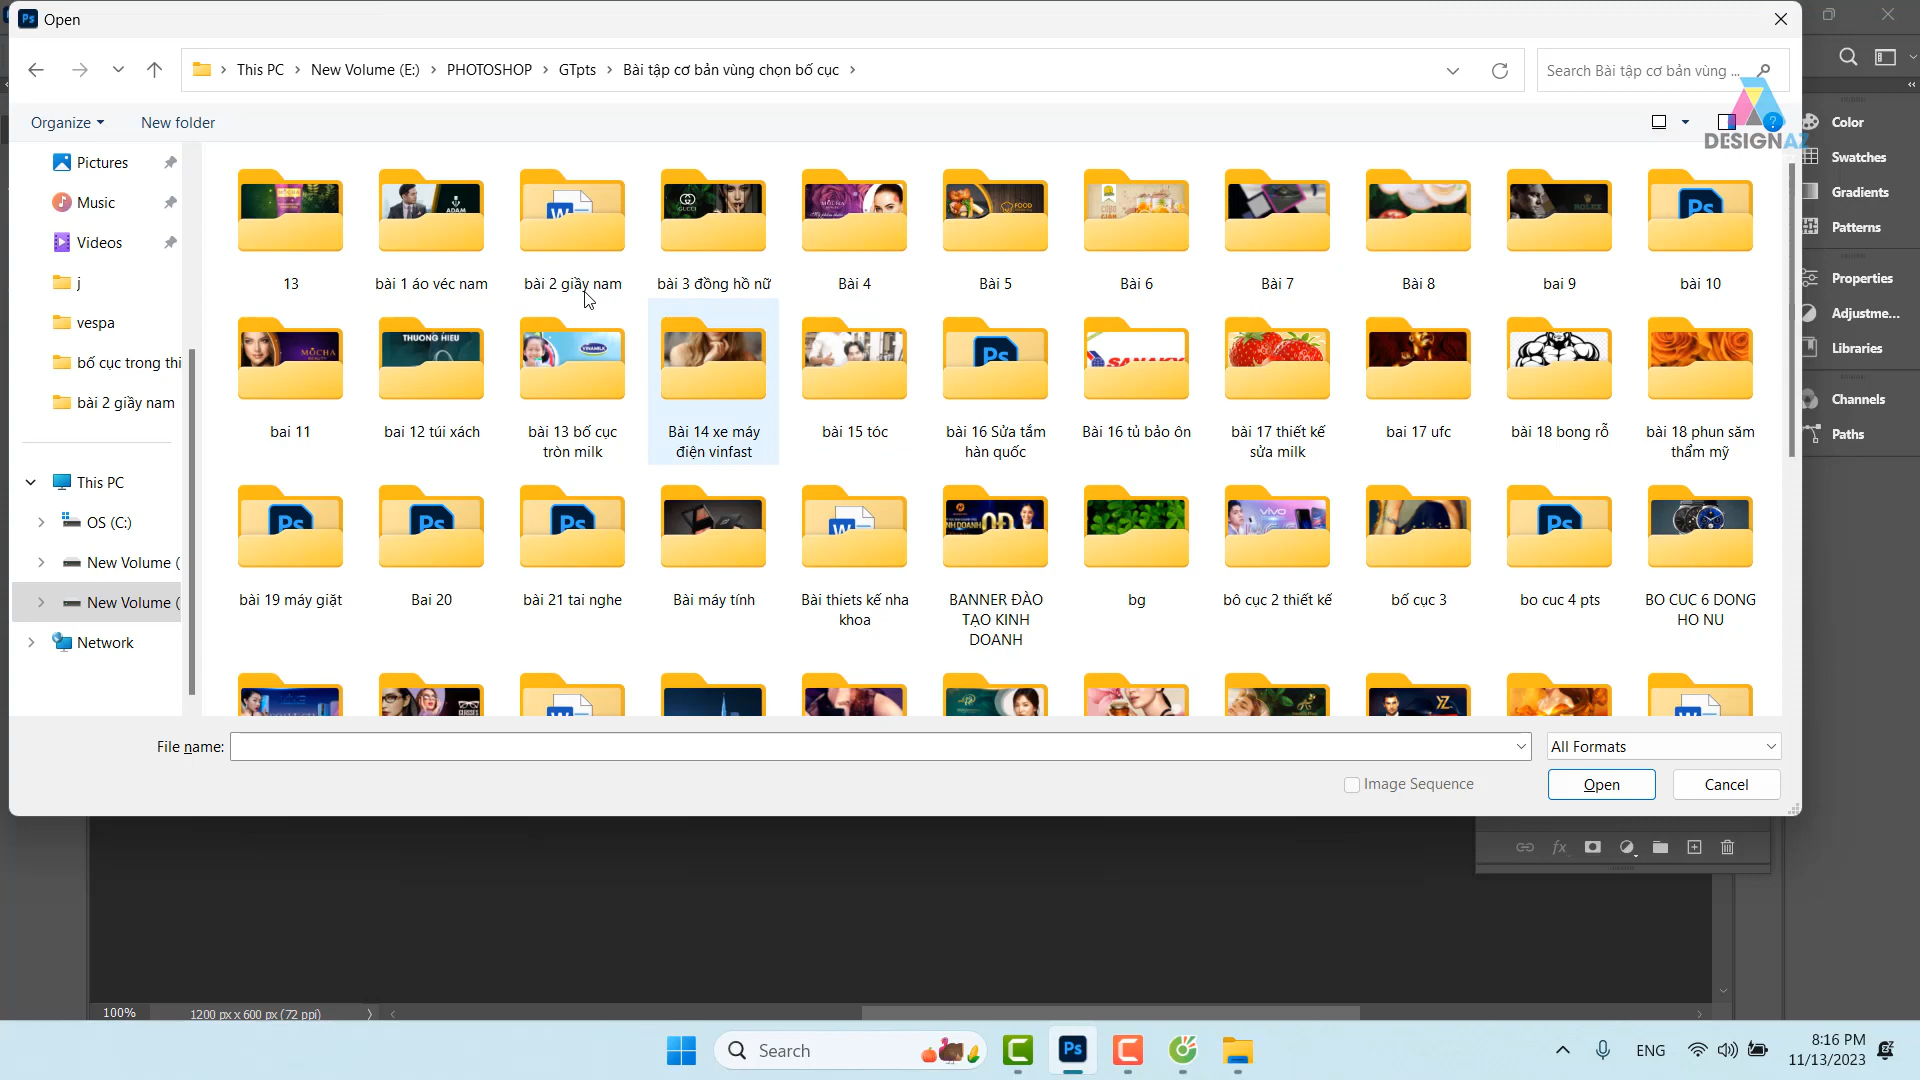 Ps Open
This PC > New Volume (E:) > PHOTOSHOP > GTpts > Bài tập cơ bản vùng chọn bố cục >
Search Bài tập cơ bản vùng ...
DESIGNAZ
Organize
New folder
Pictures
Music
Videos
j
vespa
bố cục trong thi
bài 2 giầy nam
This PC
OS (C:)
New Volume (
New Volume (
Network
13
bài 1 áo véc nam
bài 2 giầy nam
bài 3 đồng hồ nữ
Bài 4
Bài 5
Bài 6
Bài 7
Bài 8
bai 9
bài 10
bai 11
bai 12 túi xách
bài 13 bố cục
tròn milk
Bài 14 xe máy
điện vinfast
bài 15 tóc
bài 16 Sữa tắm
hàn quốc
Bài 16 tủ bảo ôn
bài 17 thiết kế
sửa milk
bai 17 ufc
bài 18 bong rỗ
bài 18 phun săm
thẩm mỹ
bài 19 máy giặt
Bai 20
bài 21 tai nghe
Bài máy tính
Bài thiets kế nha
khoa
BANNER ĐÀO
TẠO KINH
DOANH
bg
bô cục 2 thiết kế
bố cục 3
bo cuc 4 pts
BO CUC 6 DONG
HO NU
File name:
All Formats
Image Sequence
Open
Cancel
Color
Swatches
Gradients
Patterns
Properties
Adjustme...
Libraries
Channels
Paths
fx
100%
1200 px x 600 px (72 ppi)
Search
Ps
ENG
8:16 PM
11/13/2023